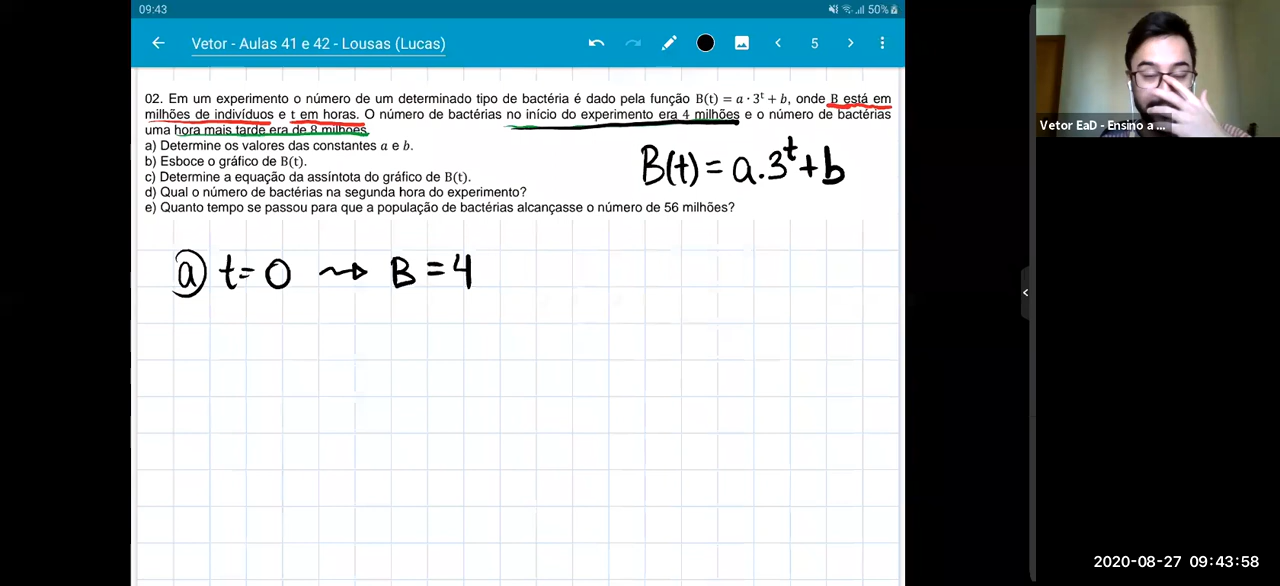 09:43
50%
Vetor - Aulas 41 e 42 - Lousas (Lucas)
5
02. Em um experimento o número de um determinado tipo de bactéria é dado pela função B(t) = a · 3ᵗ + b, onde B está em
milhões de indivíduos e t em horas. O número de bactérias no início do experimento era 4 milhões e o número de bactérias
uma hora mais tarde era de 8 milhões.
a) Determine os valores das constantes a e b.
b) Esboce o gráfico de B(t).
c) Determine a equação da assíntota do gráfico de B(t).
d) Qual o número de bactérias na segunda hora do experimento?
e) Quanto tempo se passou para que a população de bactérias alcançasse o número de 56 milhões?
B(t) = a.3ᵗ+b
a) t=0 → B = 4
Vetor EaD - Ensino a ...
2020-08-27 09:43:58